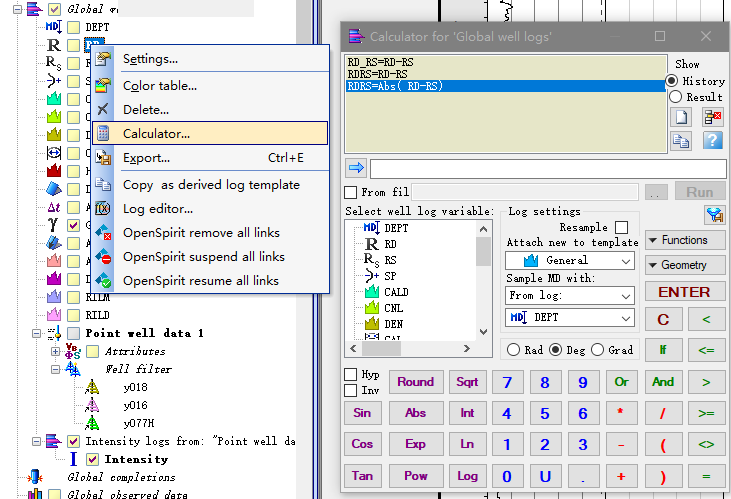 Global w
DEPT
Settings...
Color table...
Delete...
Calculator...
Export... Ctrl+E
Copy as derived log template
Log editor...
OpenSpirit remove all links
OpenSpirit suspend all links
OpenSpirit resume all links
RILM
RILD
Point well data 1
Attributes
Well filter
y018
y016
y077H
Intensity logs from: "Point well da
Intensity
Global completions
Global observed data
Calculator for 'Global well logs'
RD_RS=RD-RS
RDRS=RD-RS
RDRS=Abs( RD-RS)
Show
History
Result
From fil
..
Run
Select well log variable:
DEPT
RD
RS
SP
CALD
CNL
DEN
CAL
Log settings
Resample
Attach new to template
General
Sample MD with:
From log:
DEPT
Rad Deg Grad
Functions
Geometry
ENTER
C <
If <=
Hyp
Inv
Round Sqrt 7 8 9 Or And >
Sin Abs Int 4 5 6 * / >=
Cos Exp Ln 1 2 3 - ( <>
Tan Pow Log 0 U . + ) =